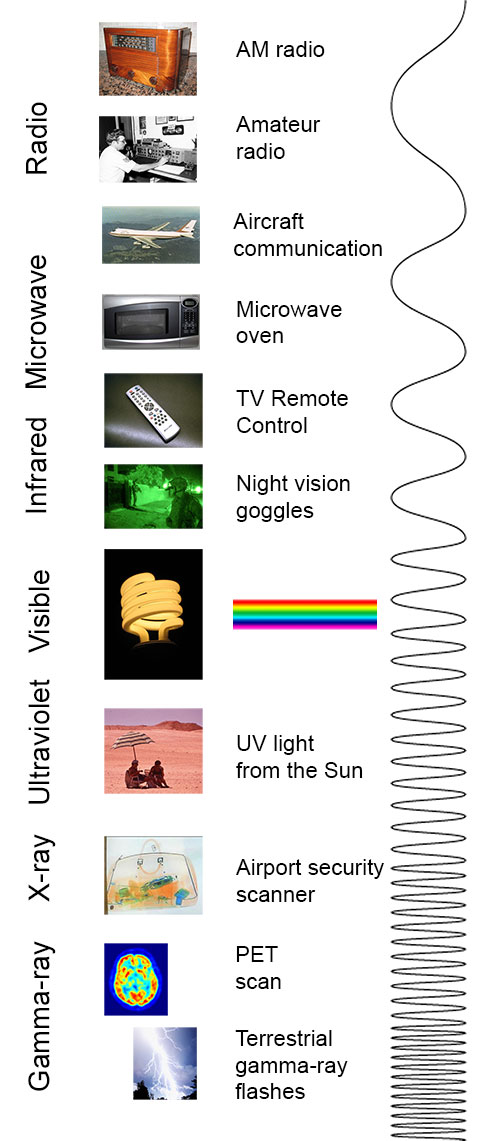 Radio
AM radio
Amateur
radio
Aircraft
communication
Microwave
Microwave
oven
Infrared
TV Remote
Control
Night vision
goggles
Visible
Ultraviolet
UV light
from the Sun
X-ray
Airport security
scanner
Gamma-ray
PET
scan
Terrestrial
gamma-ray
flashes